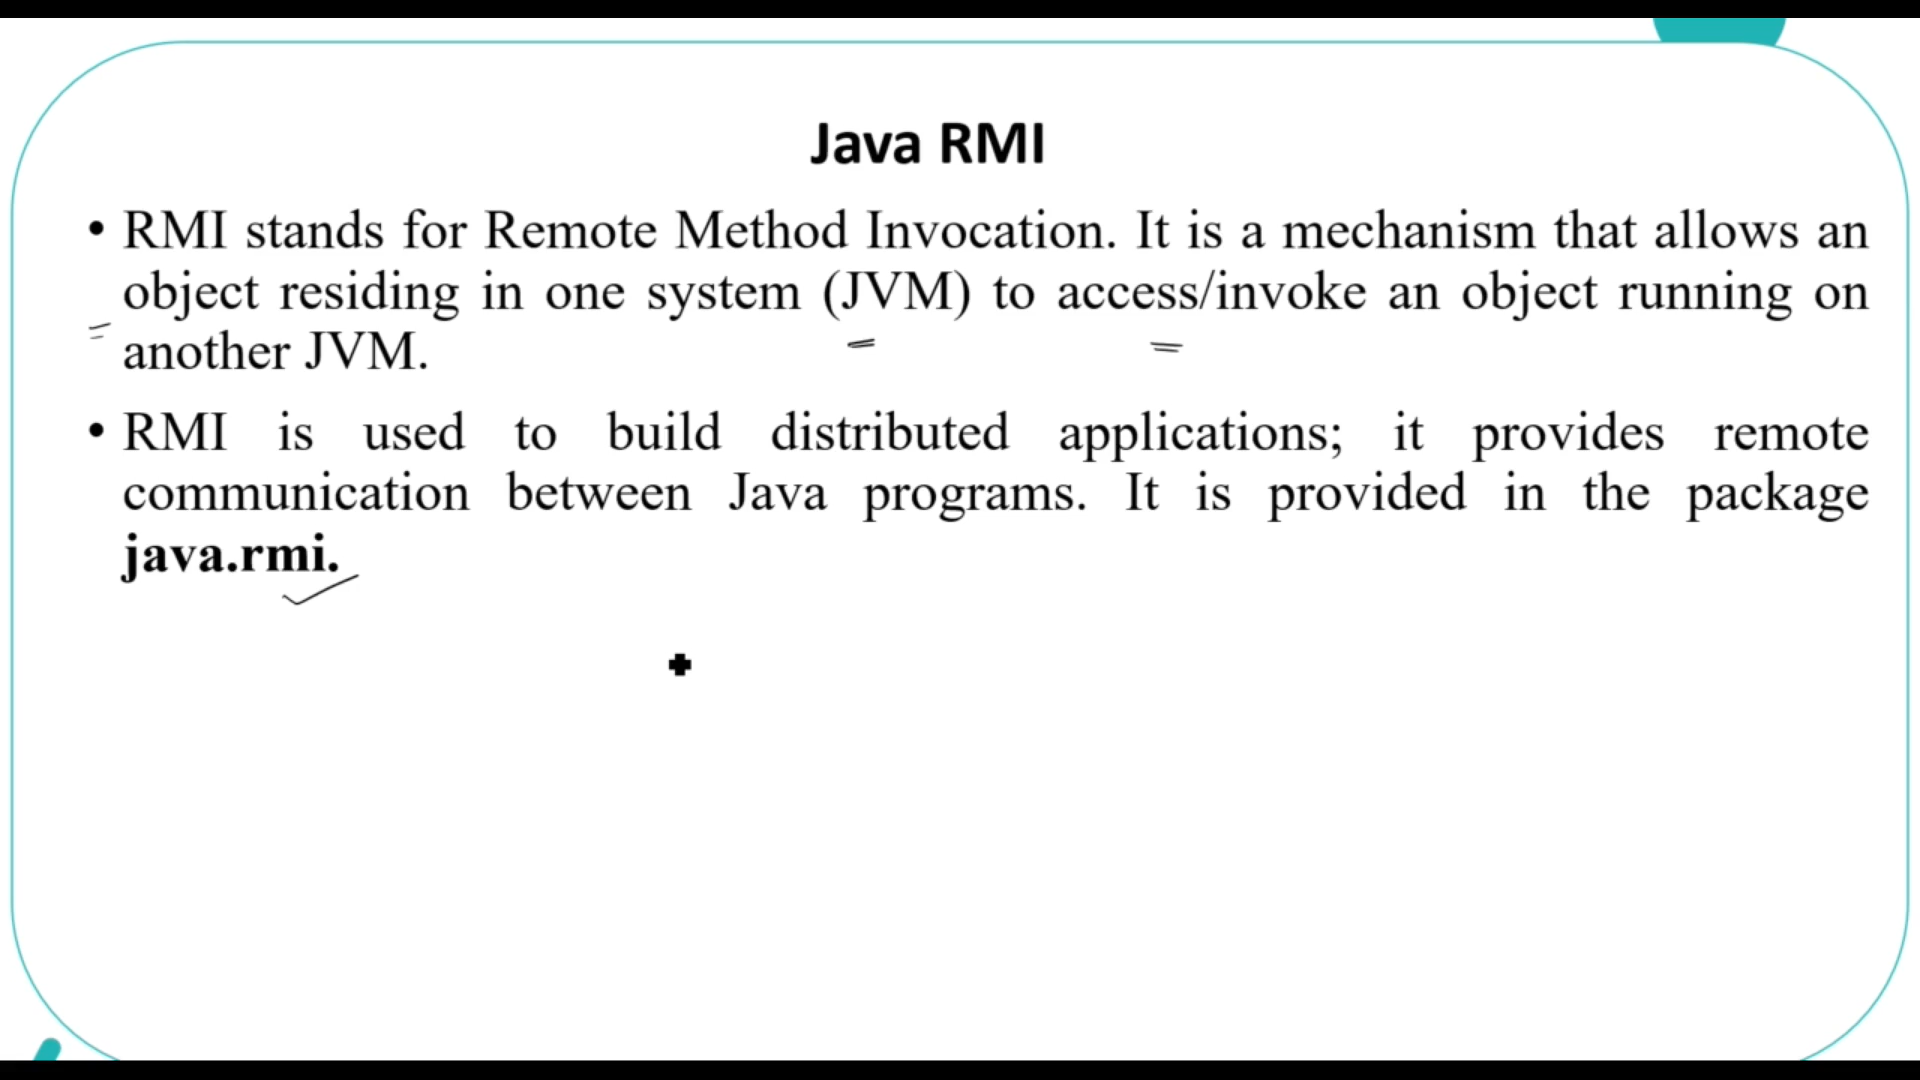 Java RMI
• RMI stands for Remote Method Invocation. It is a mechanism that allows an
object residing in one system (JVM) to access/invoke an object running on
another JVM.
• RMI is used to build distributed applications; it provides remote
communication between Java programs. It is provided in the package
java.rmi.